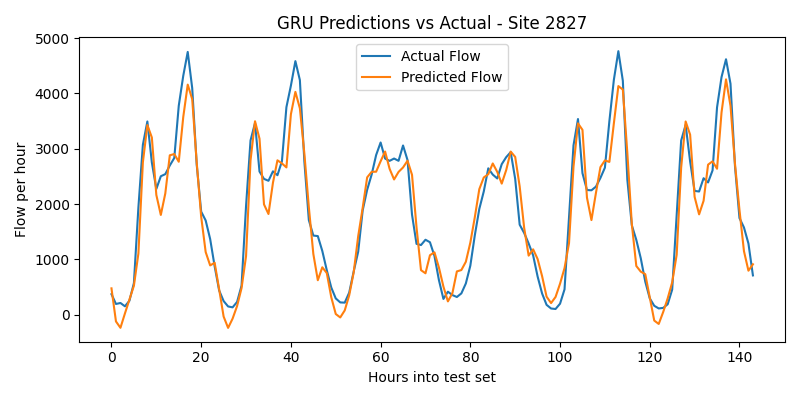 GRU Predictions vs Actual - Site 2827
Actual Flow
Predicted Flow
Flow per hour
5000
4000
3000
2000
1000
0
0 20 40 60 80 100 120 140
Hours into test set